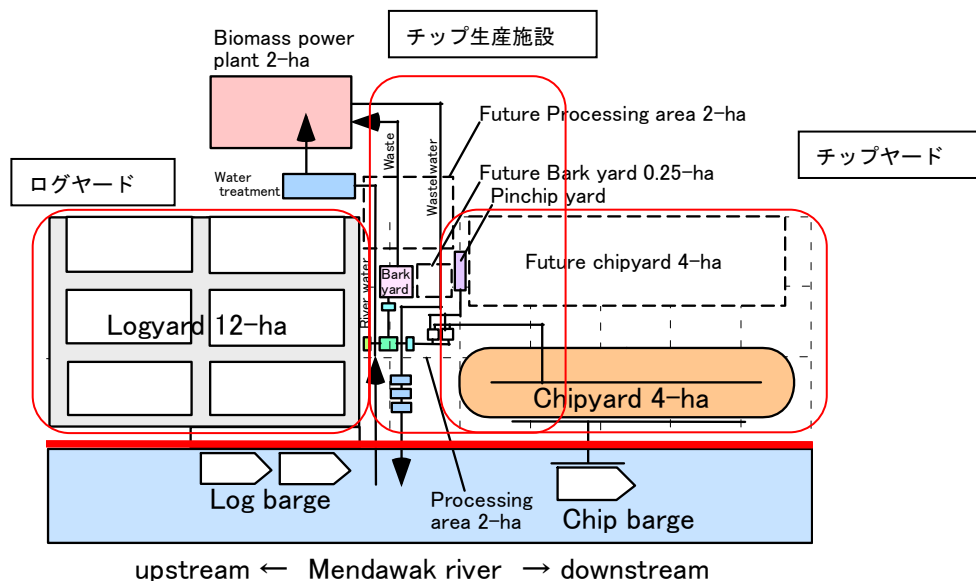 チップ生産施設
Biomass power
plant 2-ha
Future Processing area 2-ha
チップヤード
Waste
Wastelwater
ログヤード
Water
treatment
Future Bark yard 0.25-ha
Pinchip yard
River water
Bark
yard
Future chipyard 4-ha
Logyard 12-ha
Chipyard 4-ha
Log barge
Processing
area 2-ha
Chip barge
upstream ← Mendawak river → downstream